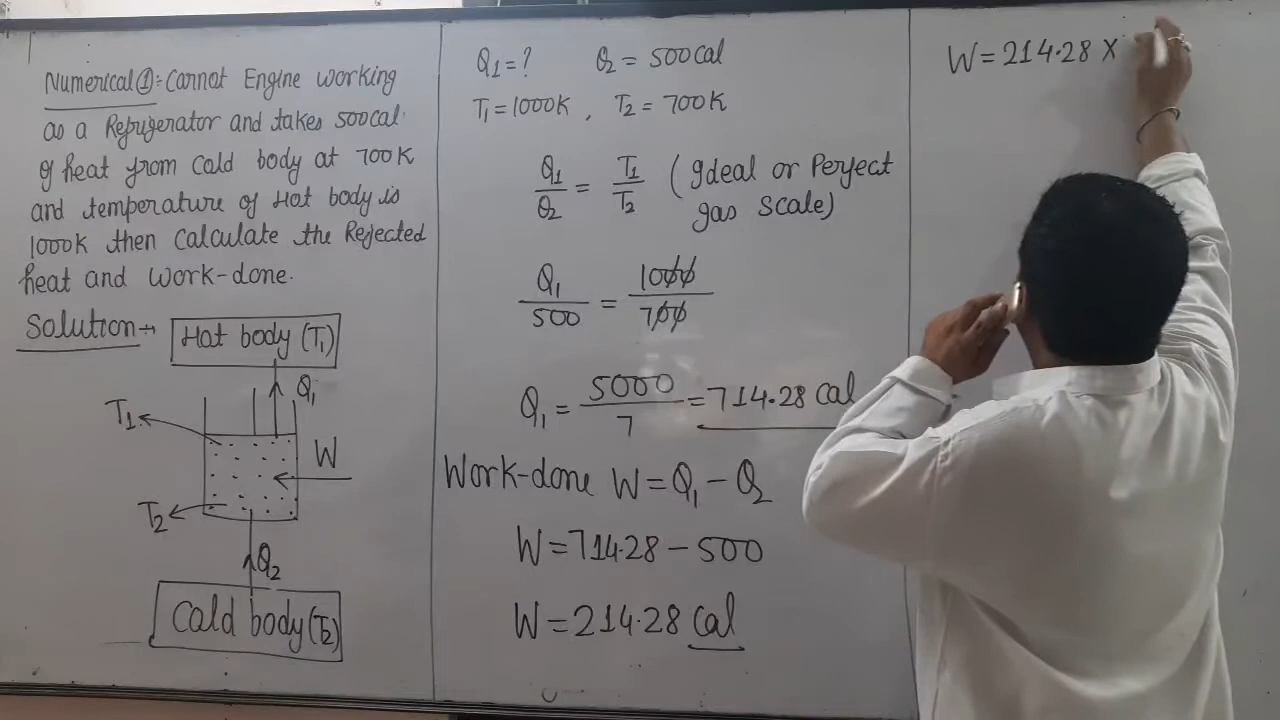 Numerical ①:- Carnot Engine working
as a Refrigerator and takes 500cal
of heat from Cold body at 700K
and temperature of Hot body is
1000K then Calculate the Rejected
heat and Work-done.
Solution→
Hot body (T₁)
Q₁
T₁
W
T₂
Q₂
Cold body (T₂)
Q₁ = ? Q₂ = 500Cal
T₁ = 1000K , T₂ = 700K
Q₁/Q₂ = T₁/T₂ (Ideal or Perfect
gas Scale)
Q₁/500 = 1000/700
Q₁ = 5000/7 = 714.28 Cal
Work-done W = Q₁ - Q₂
W = 714.28 - 500
W = 214.28 Cal
W = 214.28 X